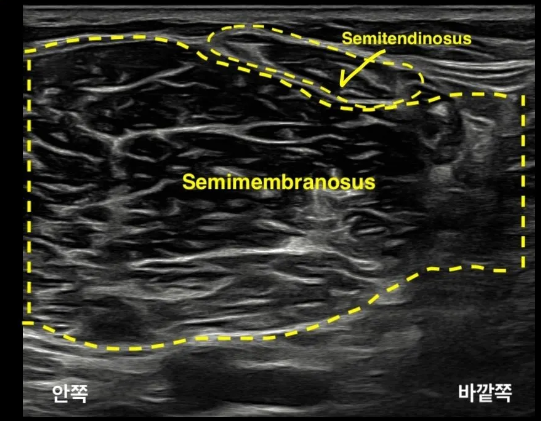 Semitendinosus
Semimembranosus
안쪽
바깥쪽